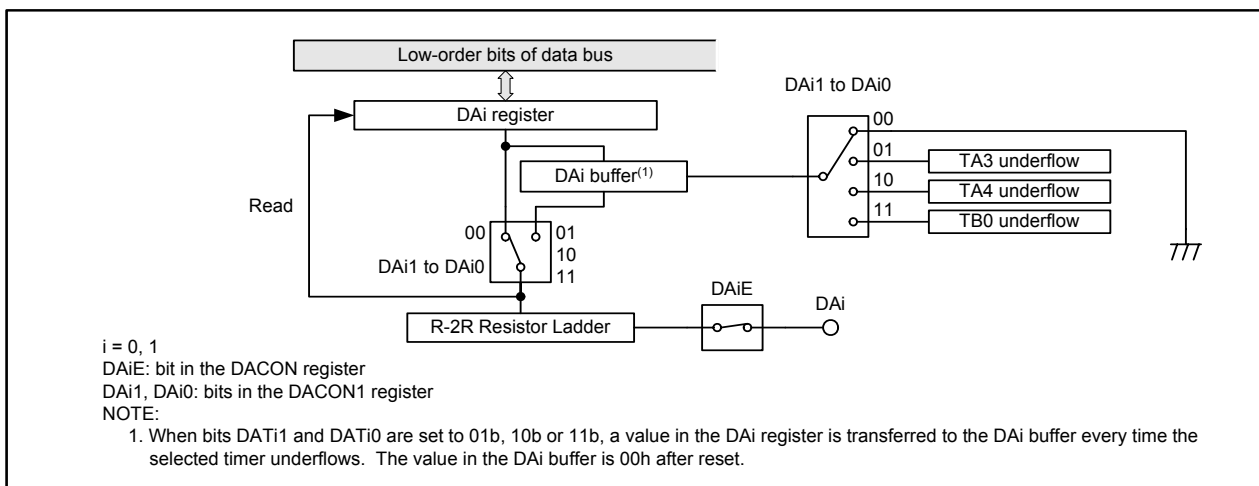 Low-order bits of data bus
DAi1 to DAi0
DAi register
00
01
TA3 underflow
DAi buffer(1)
10
TA4 underflow
Read
11
TB0 underflow
00
01
10
11
DAi1 to DAi0
DAiE
DAi
R-2R Resistor Ladder
i = 0, 1
DAiE: bit in the DACON register
DAi1, DAi0: bits in the DACON1 register
NOTE:
1. When bits DATi1 and DATi0 are set to 01b, 10b or 11b, a value in the DAi register is transferred to the DAi buffer every time the
selected timer underflows. The value in the DAi buffer is 00h after reset.